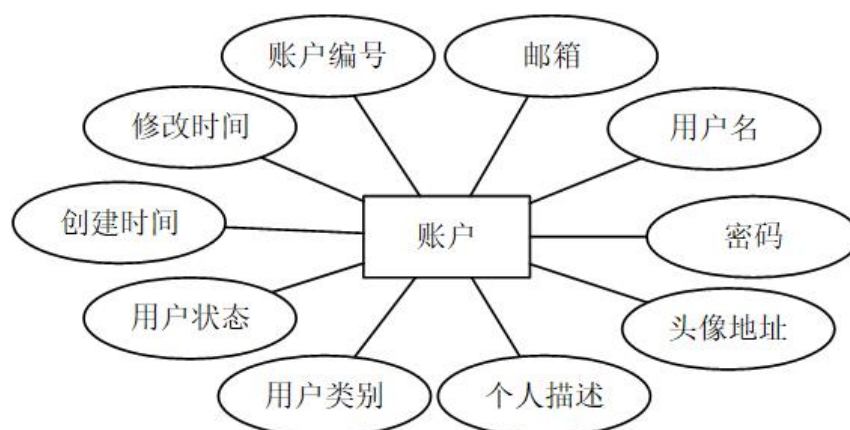 账户编号
邮箱
修改时间
用户名
创建时间
账户
密码
用户状态
头像地址
用户类别
个人描述